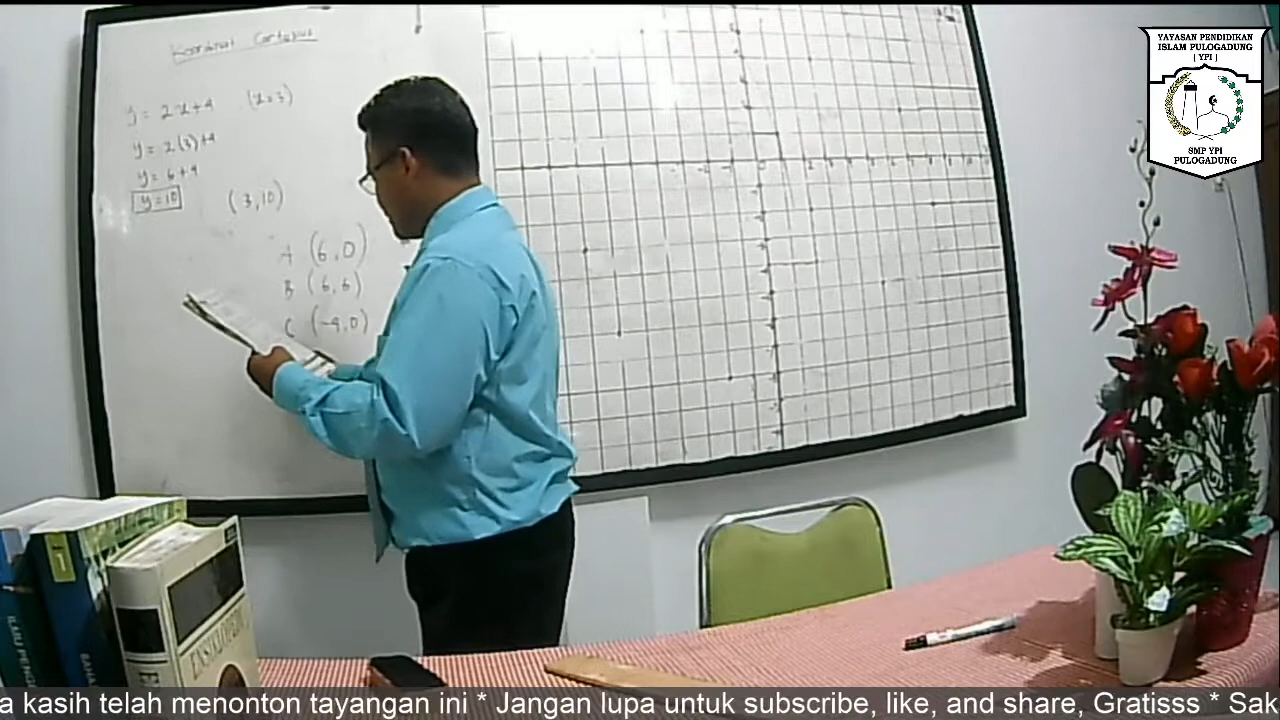 Koordinat Cartesius
y = 2x+4 (x=3)
y = 2(3)+4
y = 6+4
y=10
(3,10)
A (6,0)
B (6,6)
C (-4,0)
YAYASAN PENDIDIKAN
ISLAM PULOGADUNG
( YPI )
SMP YPI
PULOGADUNG
a kasih telah menonton tayangan ini * Jangan lupa untuk subscribe, like, and share, Gratisss * Sak